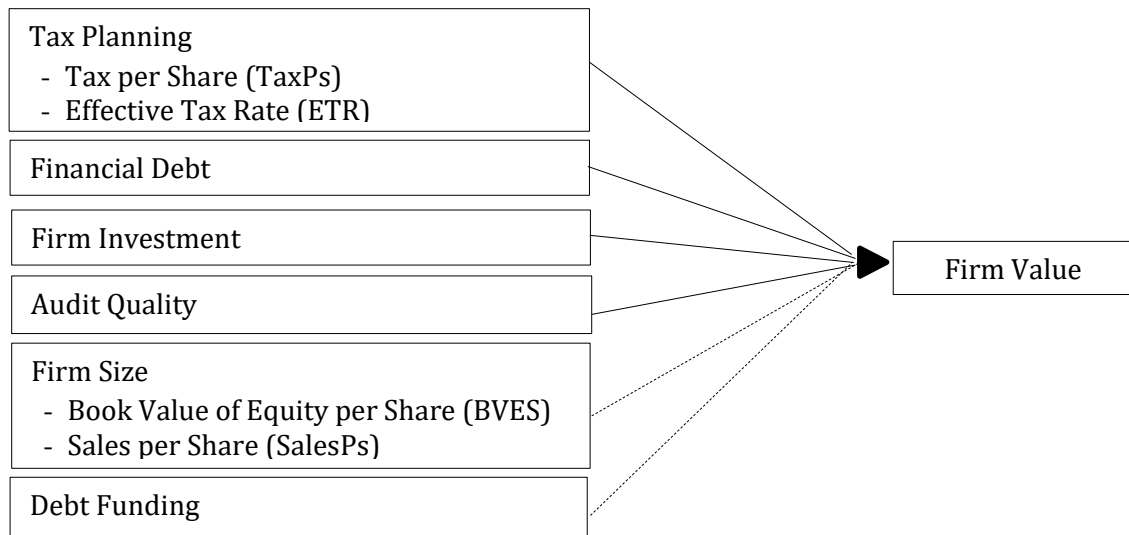 Tax Planning
- Tax per Share (TaxPs)
- Effective Tax Rate (ETR)
Financial Debt
Firm Investment
Audit Quality
Firm Value
Firm Size
- Book Value of Equity per Share (BVES)
- Sales per Share (SalesPs)
Debt Funding